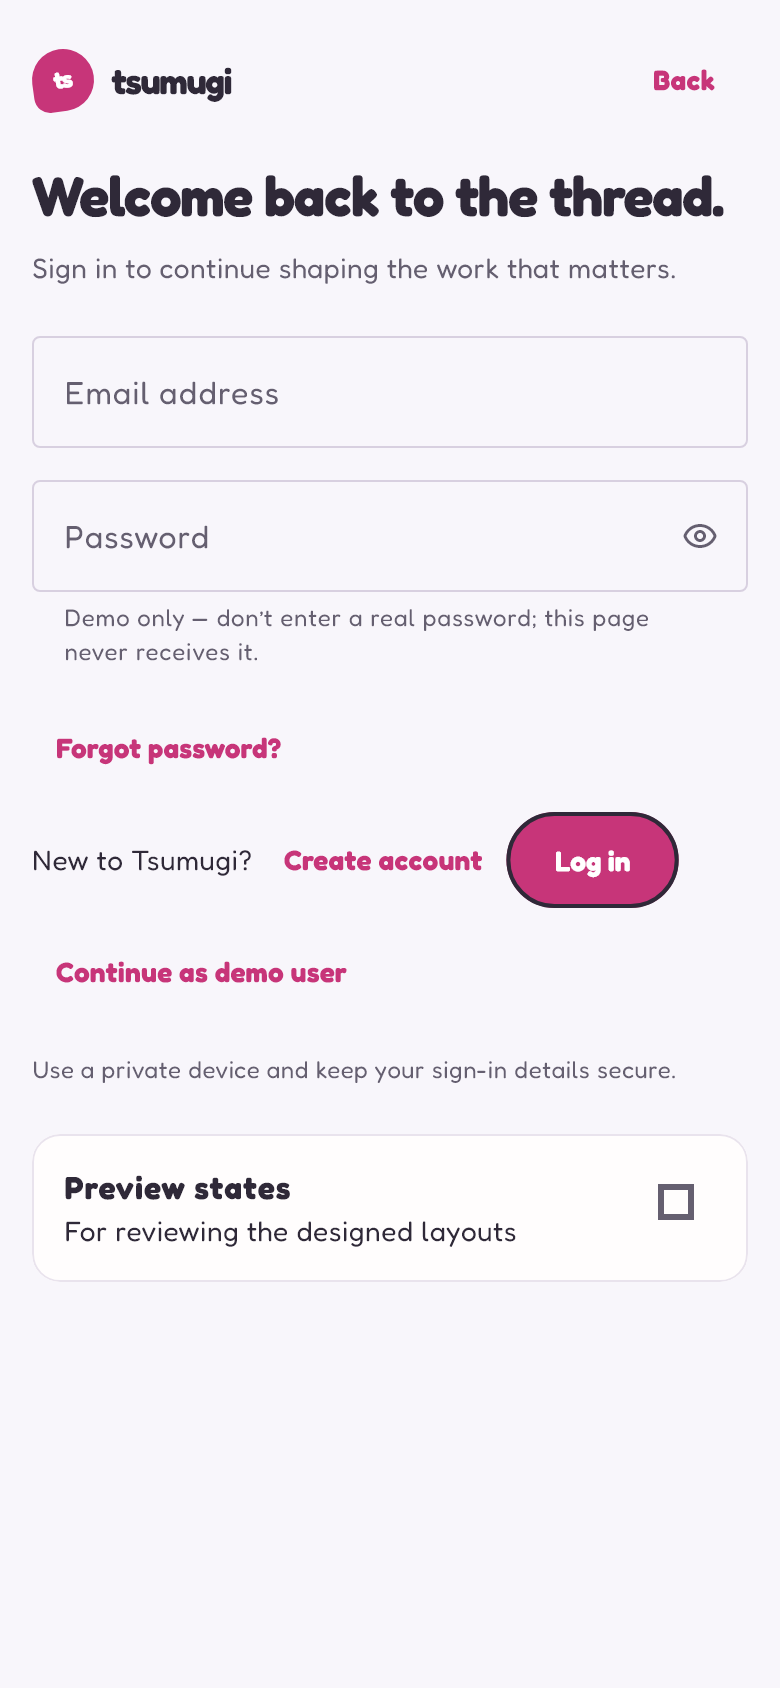 ts tsumugi Back
Welcome back to the thread.
Sign in to continue shaping the work that matters.
Email address
Password
Demo only — don't enter a real password; this page
never receives it.
Forgot password?
New to Tsumugi? Create account Log in
Continue as demo user
Use a private device and keep your sign-in details secure.
Preview states
For reviewing the designed layouts